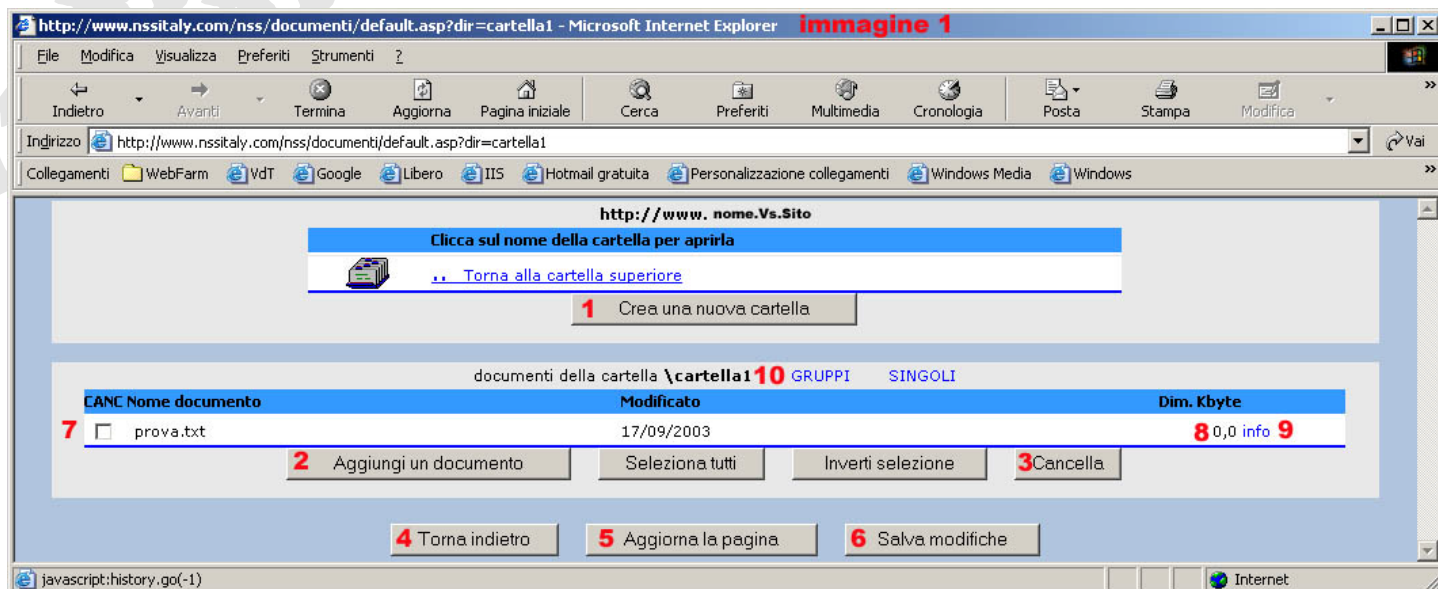 http://www.nssitaly.com/nss/documenti/default.asp?dir=cartella1 - Microsoft Internet Explorer immagine 1
File Modifica Visualizza Preferiti Strumenti ?
Indietro Avanti Termina Aggiorna Pagina iniziale Cerca Preferiti Multimedia Cronologia Posta Stampa Modifica »
Indirizzo http://www.nssitaly.com/nss/documenti/default.asp?dir=cartella1 Vai
Collegamenti WebFarm VdT Google Libero IIS Hotmail gratuita Personalizzazione collegamenti Windows Media Windows »
http://www. nome.Vs.Sito
Clicca sul nome della cartella per aprirla
.. Torna alla cartella superiore
1 Crea una nuova cartella
documenti della cartella \cartella1 10 GRUPPI SINGOLI
CANC Nome documento Modificato Dim. Kbyte
7 prova.txt 17/09/2003 8 0,0 info 9
2 Aggiungi un documento Seleziona tutti Inverti selezione 3 Cancella
4 Torna indietro 5 Aggiorna la pagina 6 Salva modifiche
javascript:history.go(-1) Internet